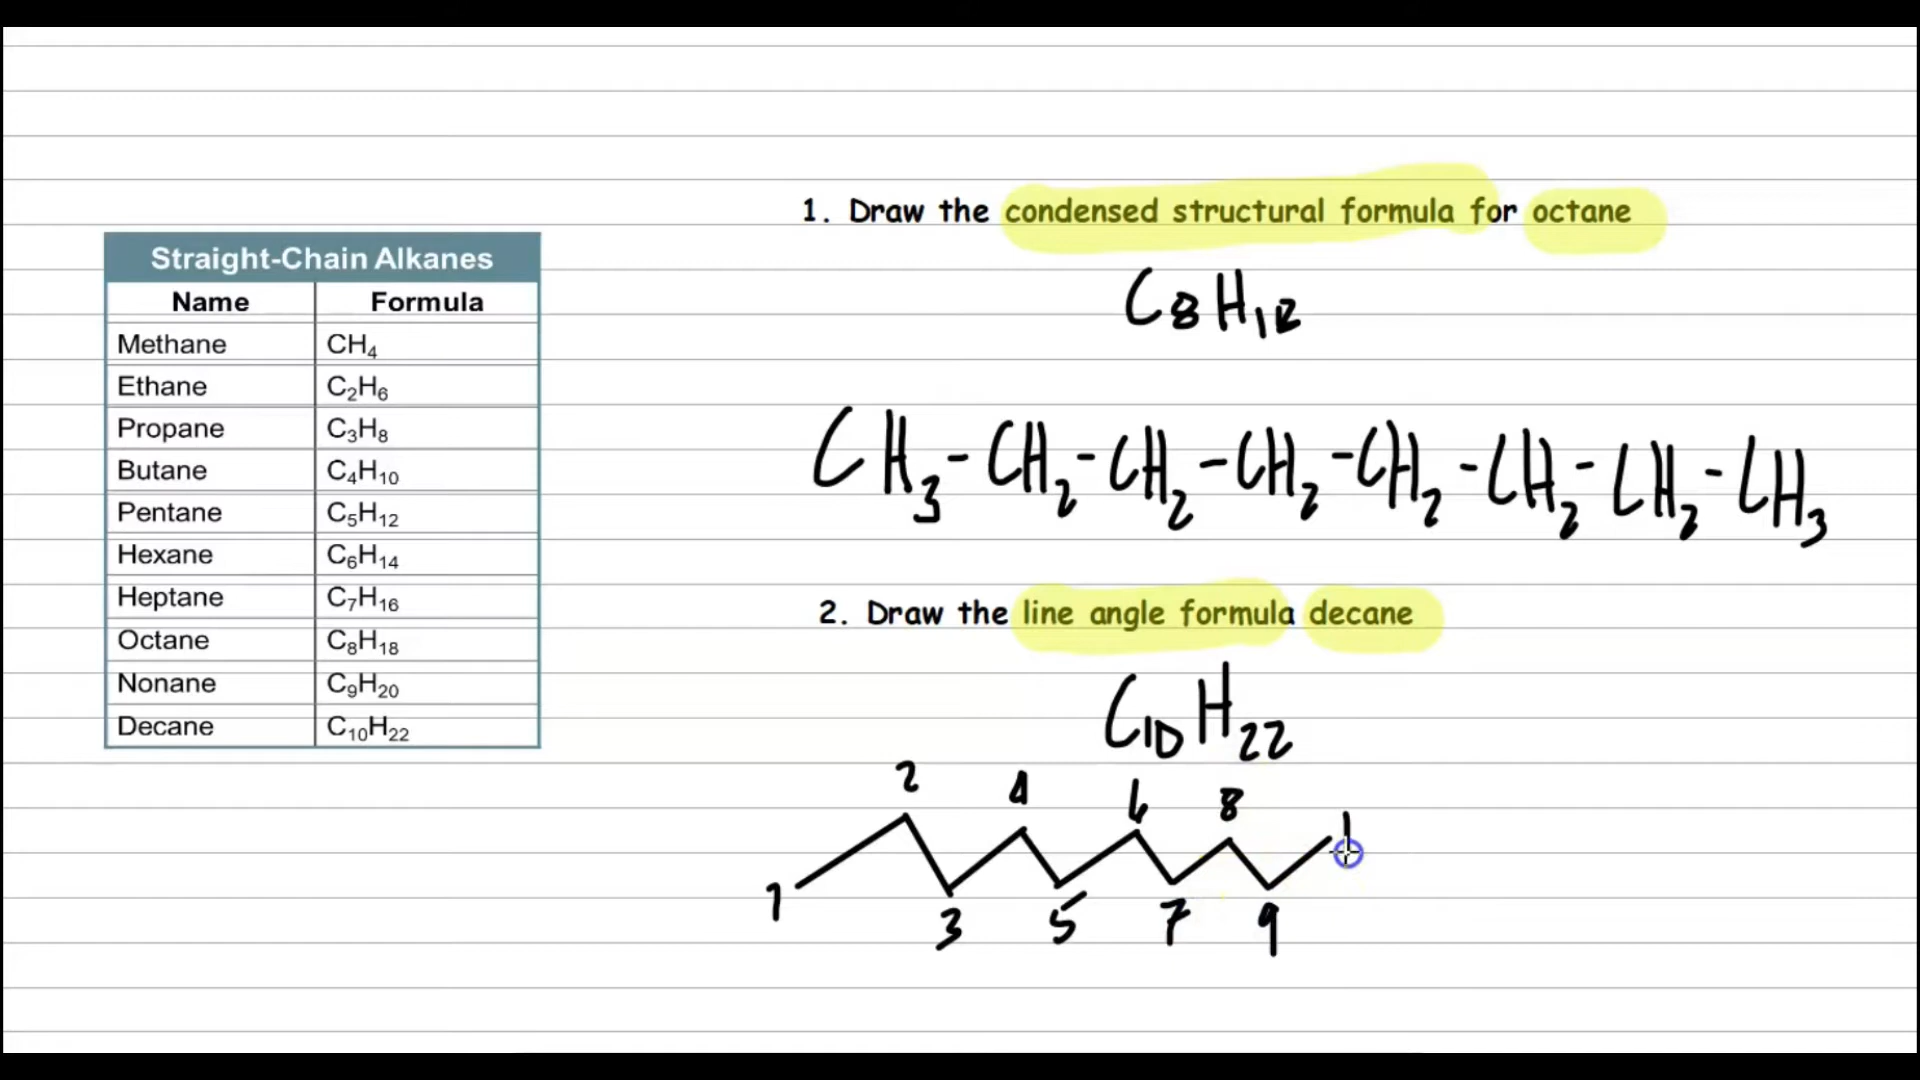 Straight-Chain Alkanes
Name Formula
Methane CH₄
Ethane C₂H₆
Propane C₃H₈
Butane C₄H₁₀
Pentane C₅H₁₂
Hexane C₆H₁₄
Heptane C₇H₁₆
Octane C₈H₁₈
Nonane C₉H₂₀
Decane C₁₀H₂₂
1. Draw the condensed structural formula for octane
C₈H₁₈
CH₃-CH₂-CH₂-CH₂-CH₂-CH₂-CH₂-CH₃
2. Draw the line angle formula decane
C₁₀H₂₂
2 4 6 8 1
1 3 5 7 9